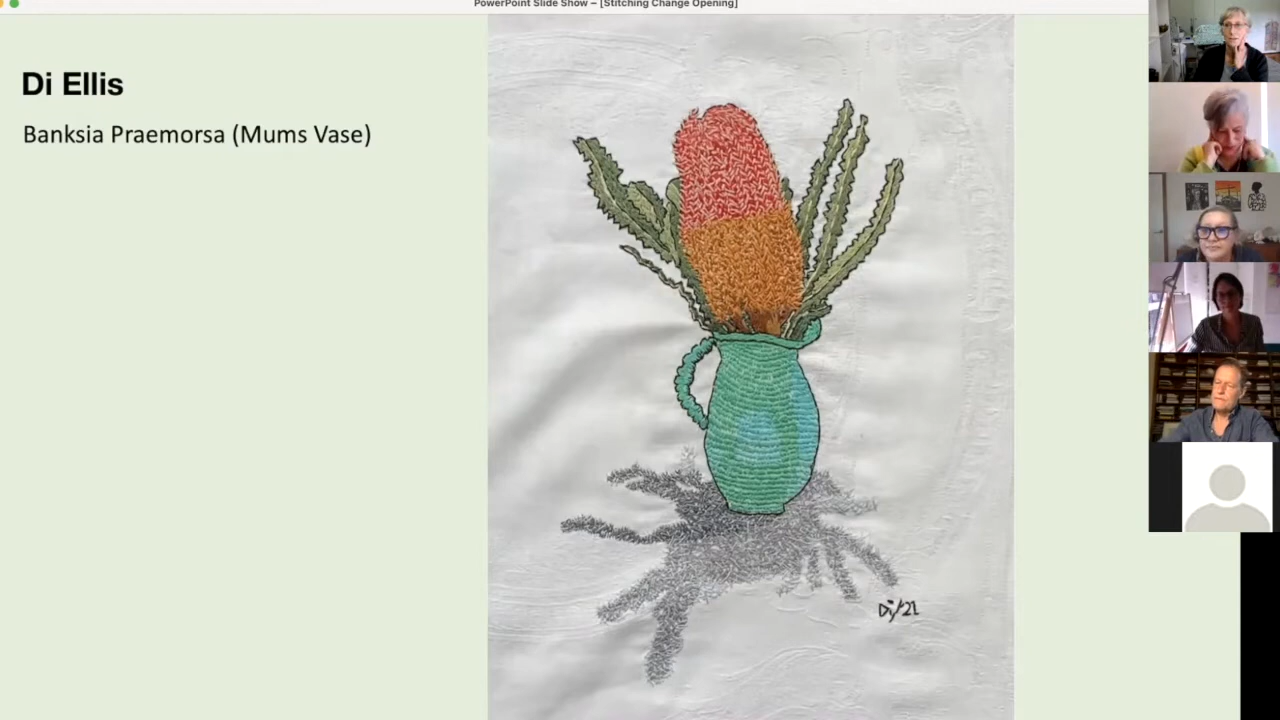 PowerPoint Slide Show – [Stitching Change Opening]
Di Ellis
Banksia Praemorsa (Mums Vase)
Di/21